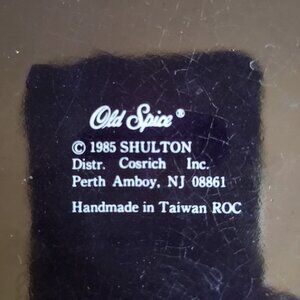 Old Spice®
© 1985 SHULTON
Distr. Cosrich Inc.
Perth Amboy, NJ 08861
Handmade in Taiwan ROC